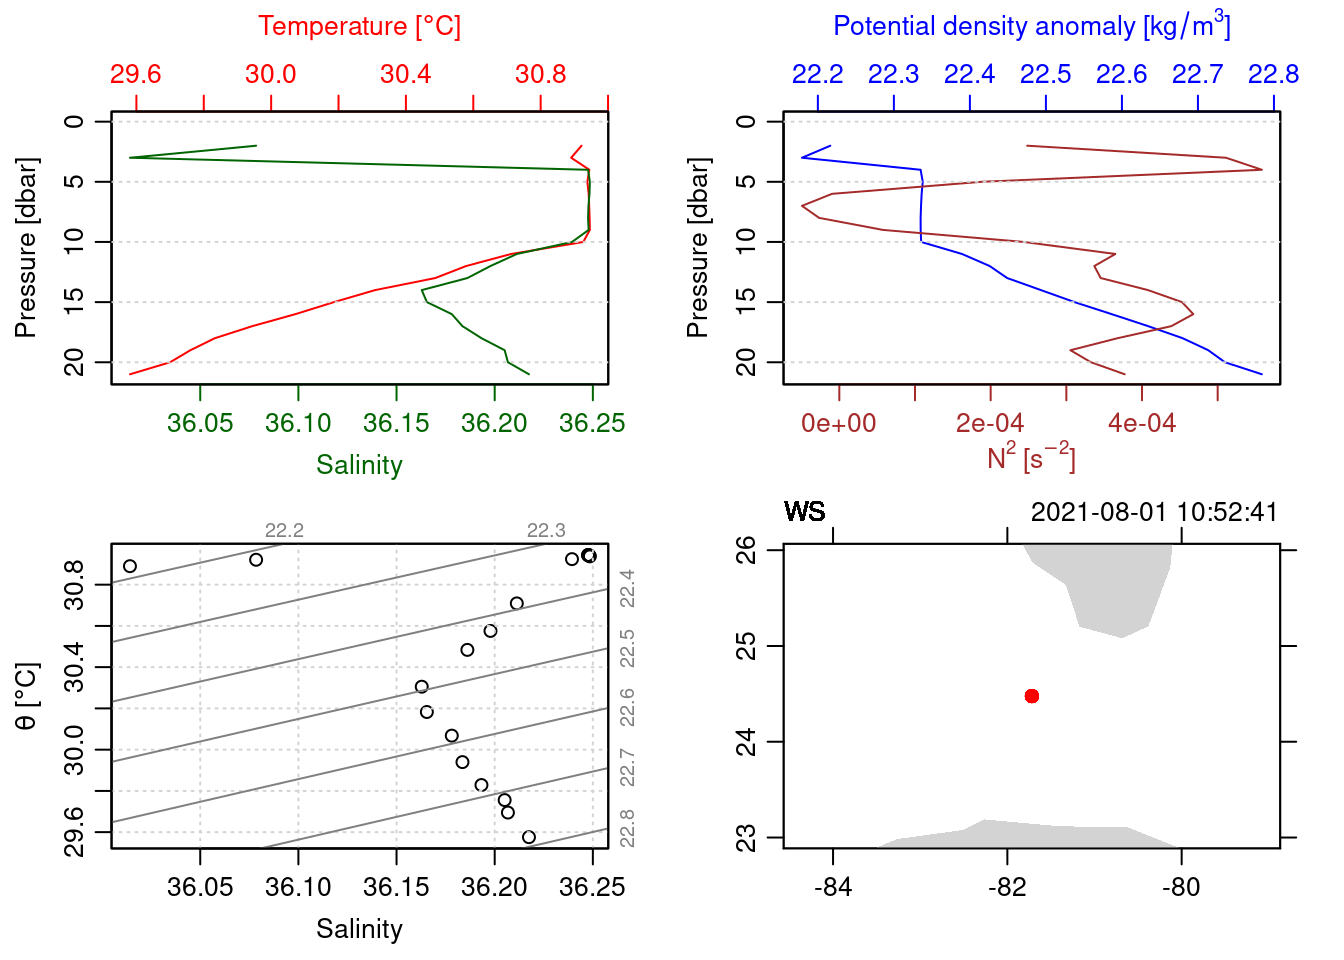 Temperature [°C]
29.6 30.0 30.4 30.8
Pressure [dbar]
0 5 10 15 20
36.05 36.10 36.15 36.20 36.25
Salinity
Potential density anomaly [kg/m³]
22.2 22.3 22.4 22.5 22.6 22.7 22.8
Pressure [dbar]
0 5 10 15 20
0e+00 2e-04 4e-04
N² [s⁻²]
22.2 22.3
22.4
22.5
22.6
22.7
22.8
θ [°C]
30.8
30.4
30.0
29.6
36.05 36.10 36.15 36.20 36.25
Salinity
WS 2021-08-01 10:52:41
26
25
24
23
-84 -82 -80